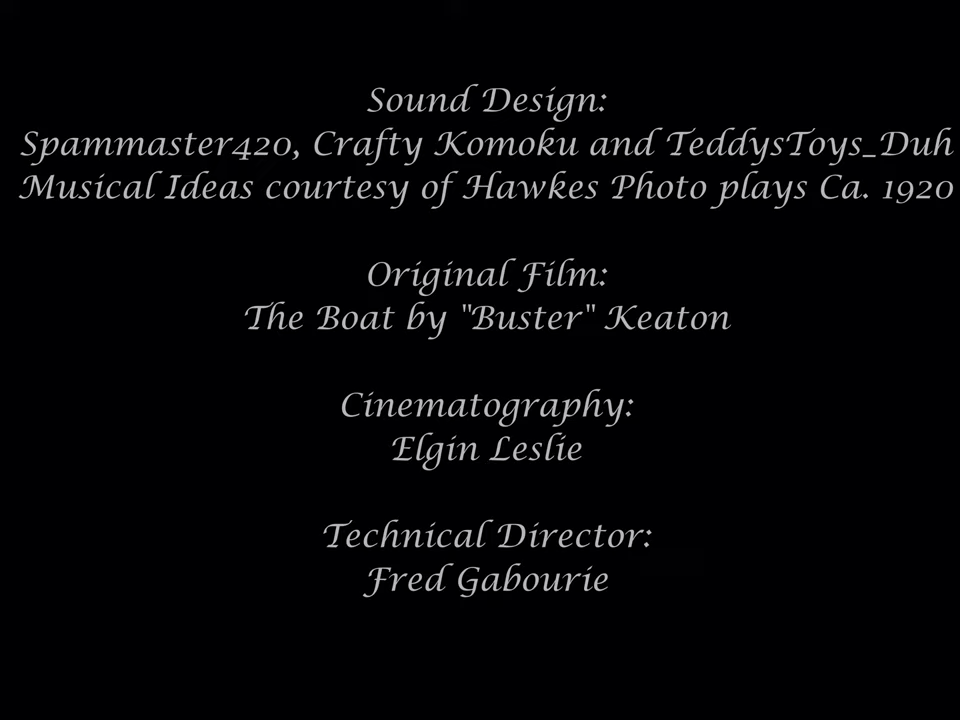 Sound Design:
Spammaster420, Crafty Komoku and TeddysToys_Duh
Musical Ideas courtesy of Hawkes Photo plays Ca. 1920
Original Film:
The Boat by "Buster" Keaton
Cinematography:
Elgin Leslie
Technical Director:
Fred Gabourie